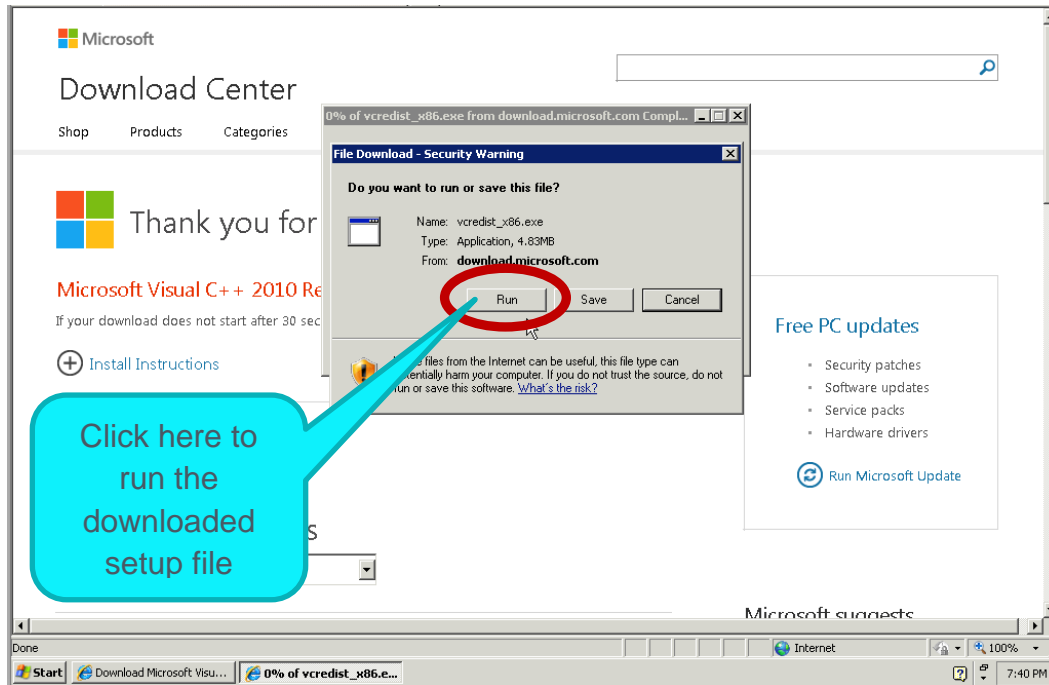 Microsoft
Download Center
Shop Products Categories
0% of vcredist_x86.exe from download.microsoft.com Compl...
File Download - Security Warning
Do you want to run or save this file?
Name: vcredist_x86.exe
Type: Application, 4.83MB
From: download.microsoft.com
Run Save Cancel
files from the Internet can be useful, this file type can
harm your computer. If you do not trust the source, do not
or save this software. What's the risk?
Thank you for
Microsoft Visual C++ 2010 Re
If your download does not start after 30 sec
Install Instructions
Click here to
run the
downloaded
setup file
s
Free PC updates
Security patches
Software updates
Service packs
Hardware drivers
Run Microsoft Update
Microsoft suggests
Done
Internet
100%
Start
Download Microsoft Visu...
0% of vcredist_x86.e...
7:40 PM